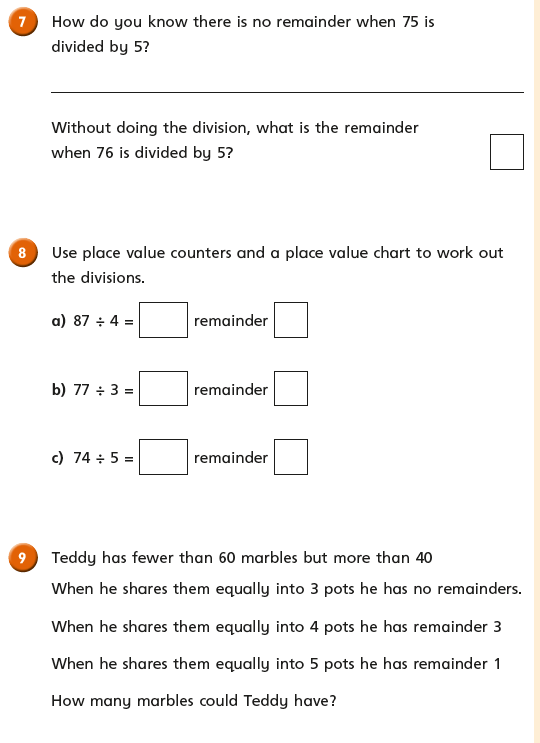 7 How do you know there is no remainder when 75 is
divided by 5?
Without doing the division, what is the remainder
when 76 is divided by 5?
8 Use place value counters and a place value chart to work out
the divisions.
a) 87 ÷ 4 = remainder
b) 77 ÷ 3 = remainder
c) 74 ÷ 5 = remainder
9 Teddy has fewer than 60 marbles but more than 40
When he shares them equally into 3 pots he has no remainders.
When he shares them equally into 4 pots he has remainder 3
When he shares them equally into 5 pots he has remainder 1
How many marbles could Teddy have?